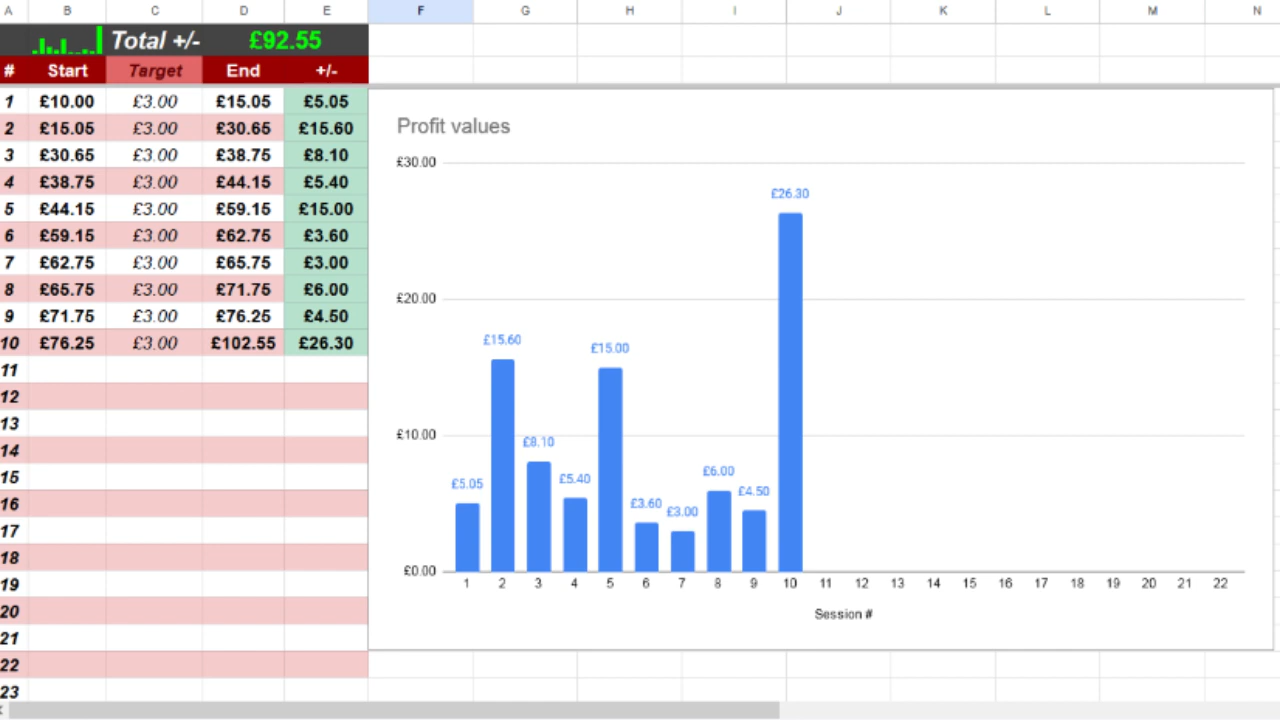 A B C D E F G H I J K L M N
Total +/- £92.55
# Start Target End +/-
1 £10.00 £3.00 £15.05 £5.05
2 £15.05 £3.00 £30.65 £15.60
3 £30.65 £3.00 £38.75 £8.10
4 £38.75 £3.00 £44.15 £5.40
5 £44.15 £3.00 £59.15 £15.00
6 £59.15 £3.00 £62.75 £3.60
7 £62.75 £3.00 £65.75 £3.00
8 £65.75 £3.00 £71.75 £6.00
9 £71.75 £3.00 £76.25 £4.50
10 £76.25 £3.00 £102.55 £26.30
11
12
13
14
15
16
17
18
19
20
21
22
23
Profit values
£30.00
£26.30
£20.00
£15.60
£15.00
£10.00
£8.10
£6.00
£5.40
£5.05
£4.50
£3.60
£3.00
£0.00
1 2 3 4 5 6 7 8 9 10 11 12 13 14 15 16 17 18 19 20 21 22
Session #